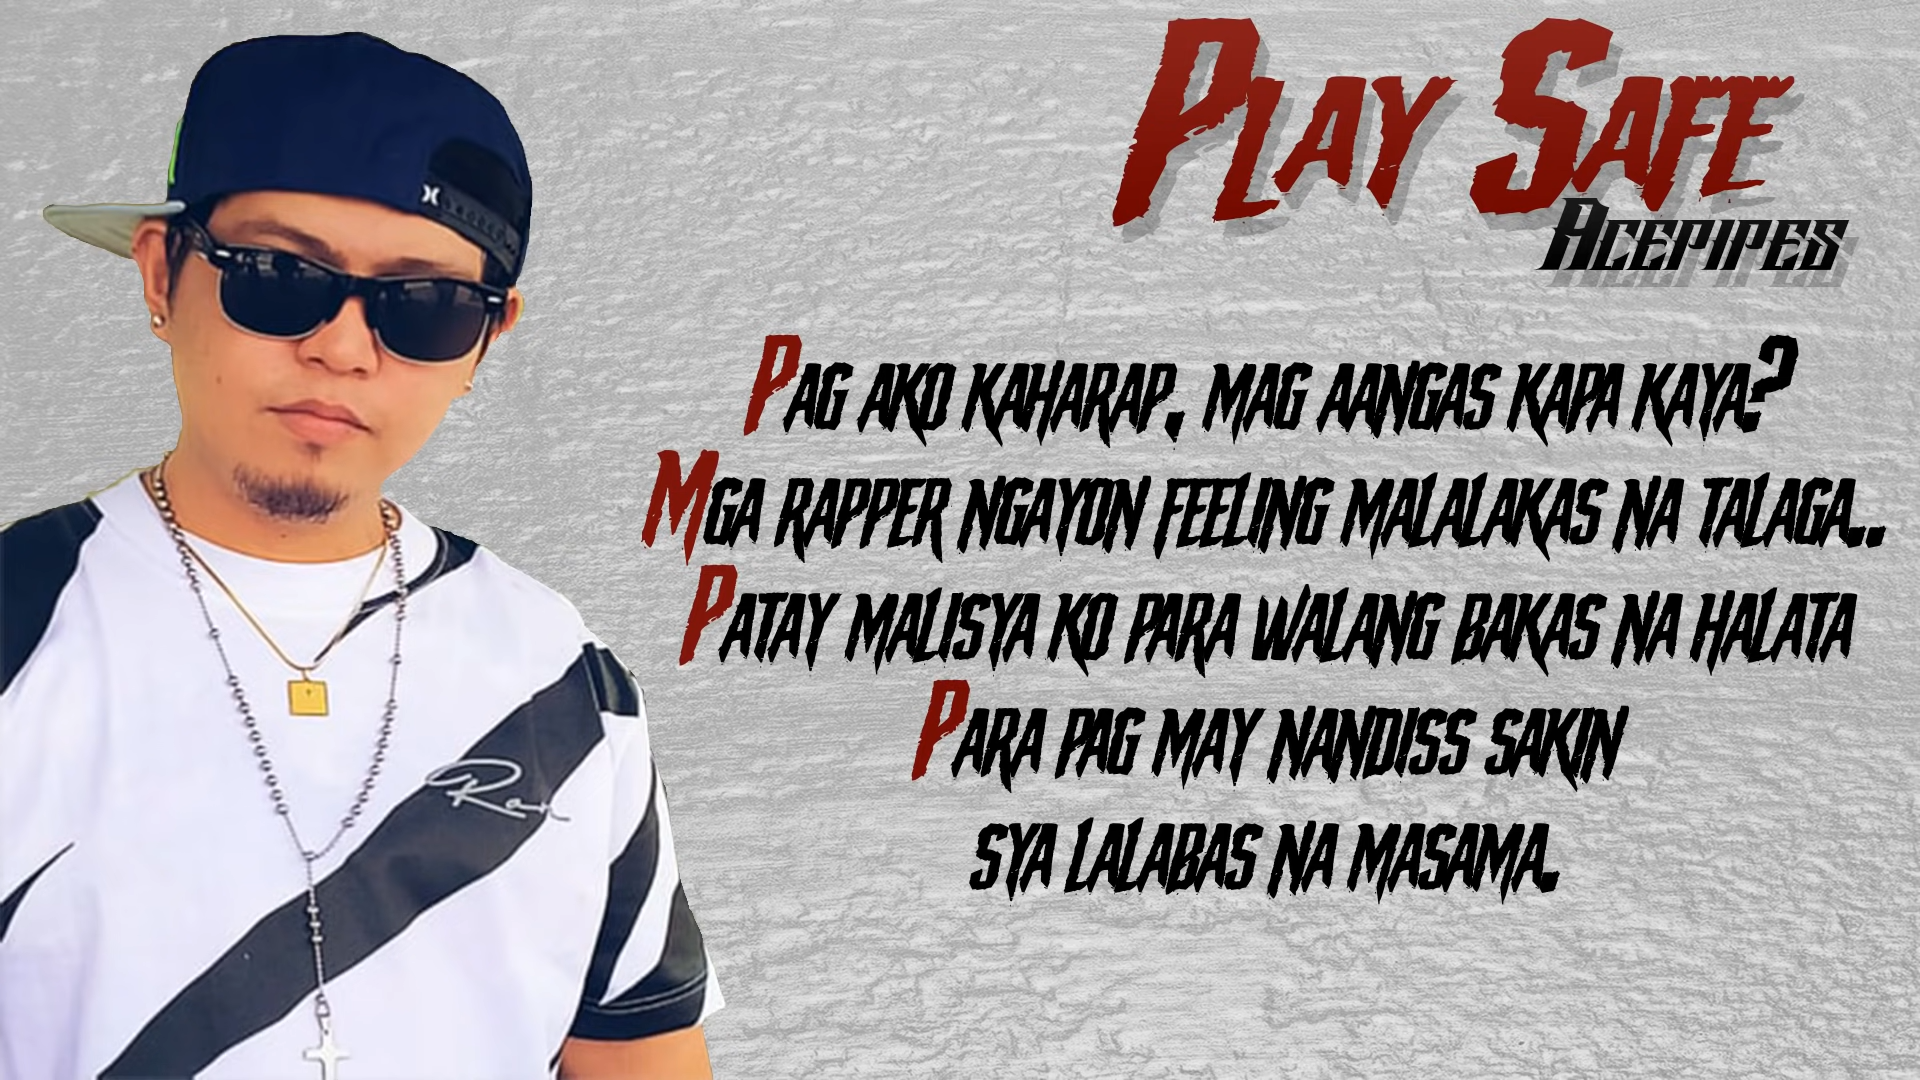 Play Safe
Acepipes
Pag ako kaharap, mag aangas kapa kaya?
Mga rapper ngayon feeling malalakas na talaga..
Patay malisya ko para walang bakas na halata
Para pag may nandiss sakin
sya lalabas na masama.